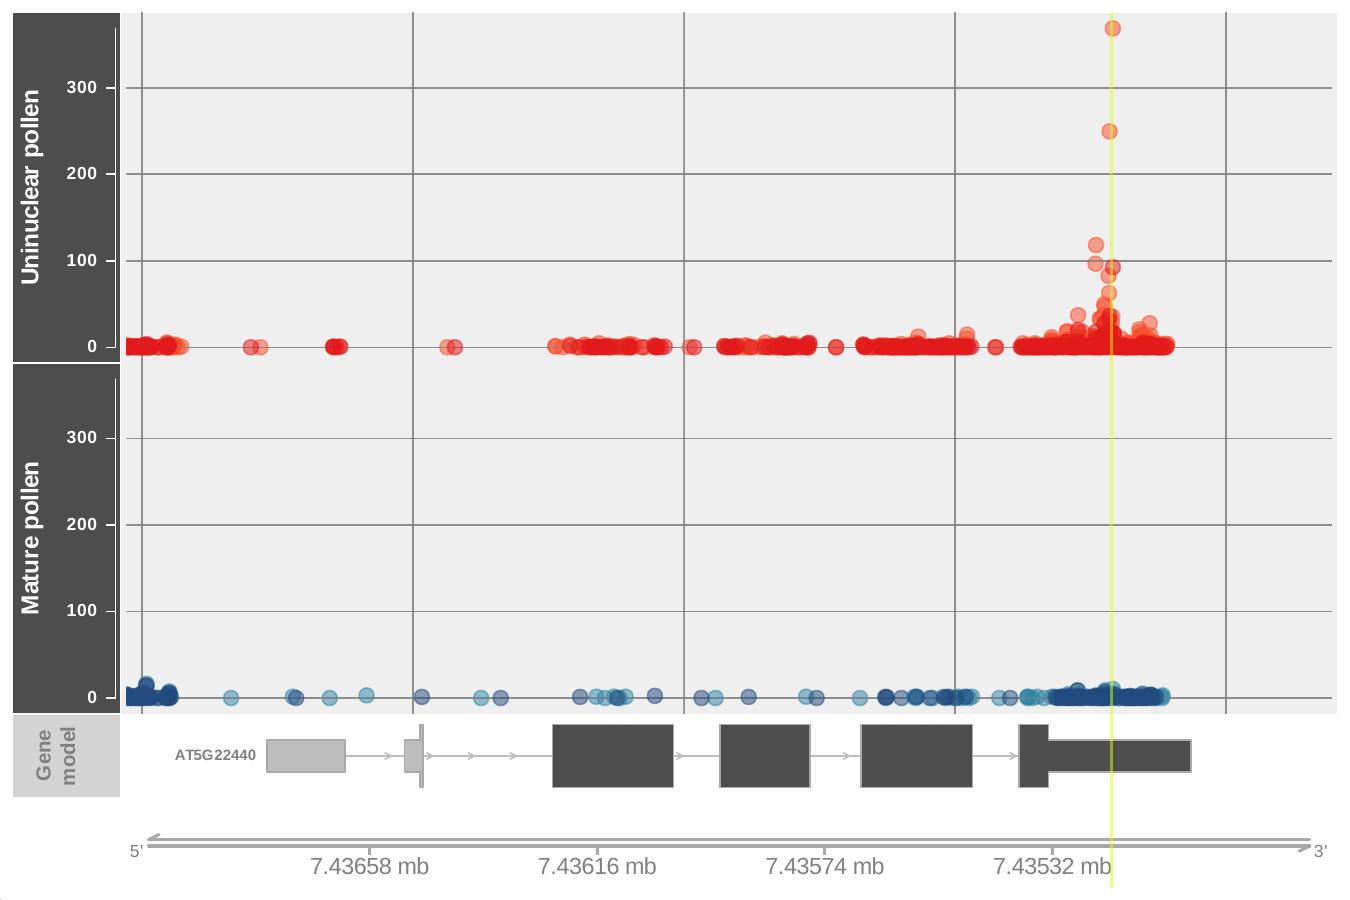 Uninuclear pollen
300
200
100
0
Mature pollen
300
200
100
0
Gene
model
AT5G22440
5'
3'
7.43658 mb
7.43616 mb
7.43574 mb
7.43532 mb